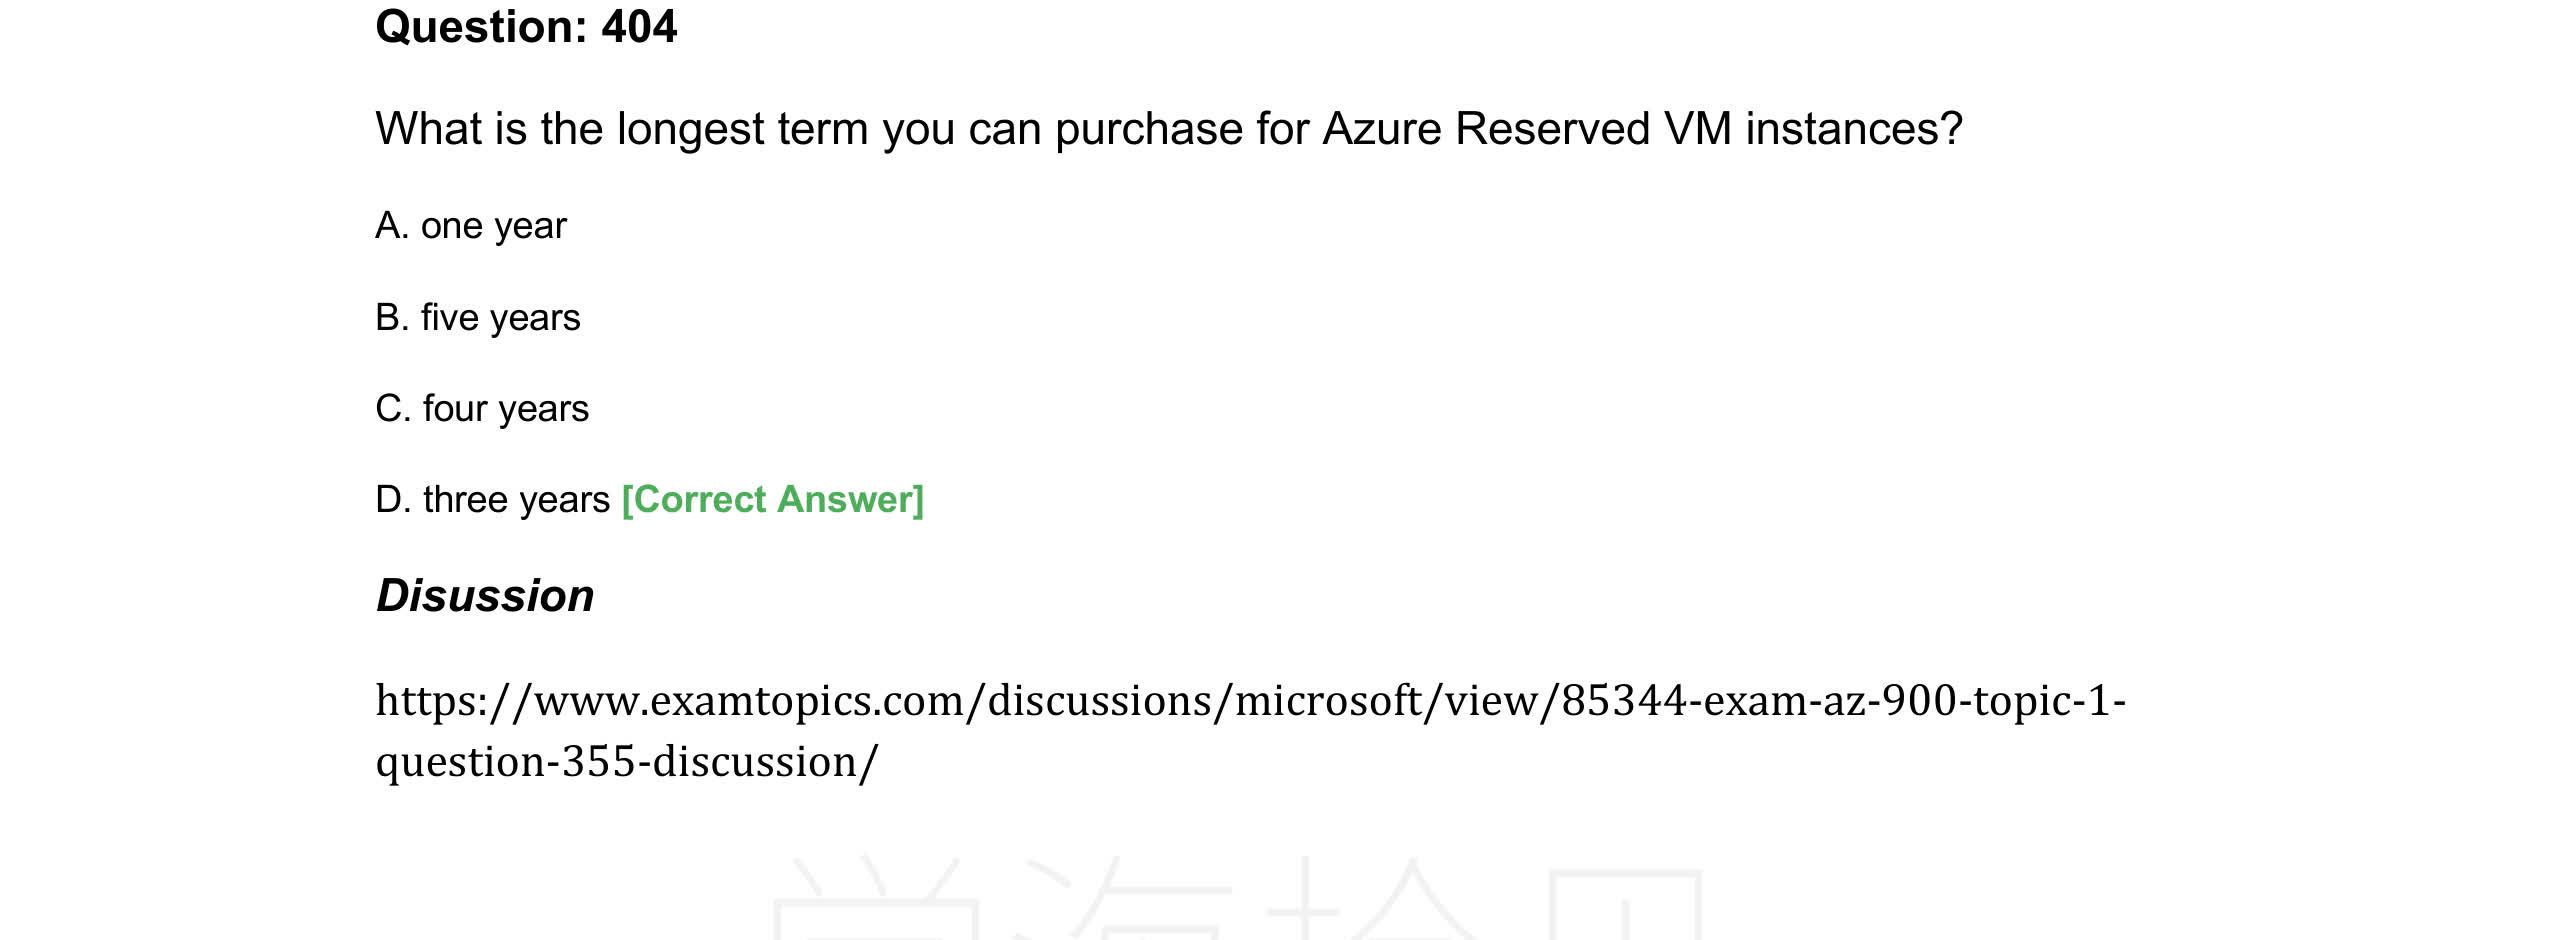 Question: 404
What is the longest term you can purchase for Azure Reserved VM instances?
A. one year
B. five years
C. four years
D. three years [Correct Answer]
Disussion
https://www.examtopics.com/discussions/microsoft/view/85344-exam-az-900-topic-1-
question-355-discussion/